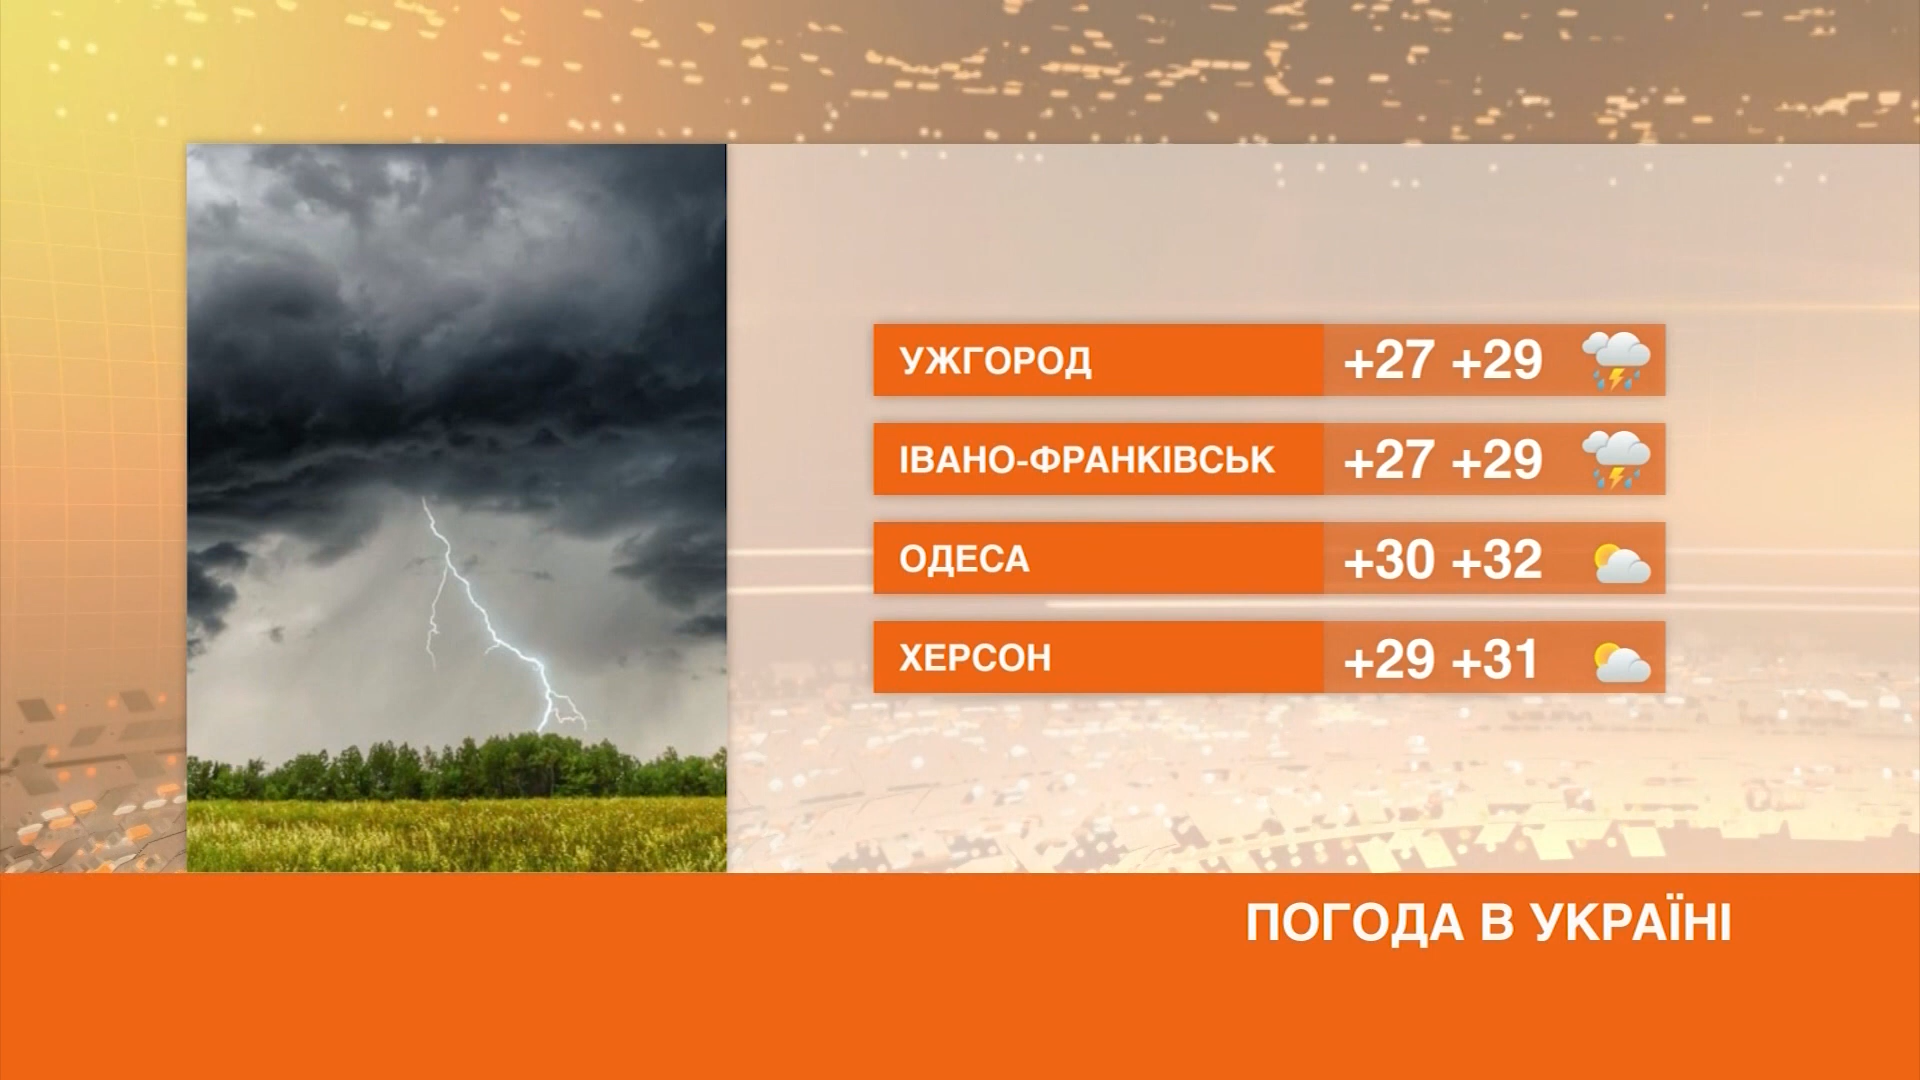 УЖГОРОД +27 +29
ІВАНО-ФРАНКІВСЬК +27 +29
ОДЕСА +30 +32
ХЕРСОН +29 +31
ПОГОДА В УКРАЇНІ